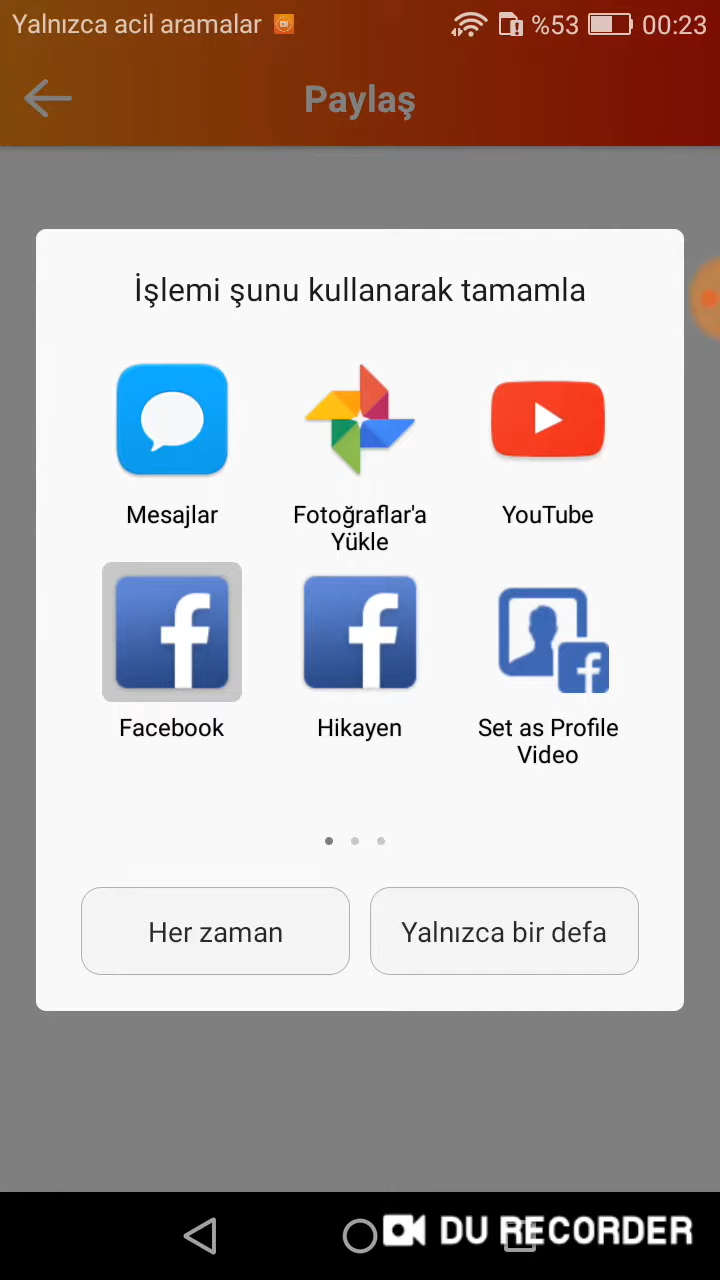 Yalnızca acil aramalar %53 00:23
Paylaş
İşlemi şunu kullanarak tamamla
Mesajlar
Fotoğraflar'a
Yükle
YouTube
Facebook
Hikayen
Set as Profile
Video
Her zaman
Yalnızca bir defa
DU RECORDER